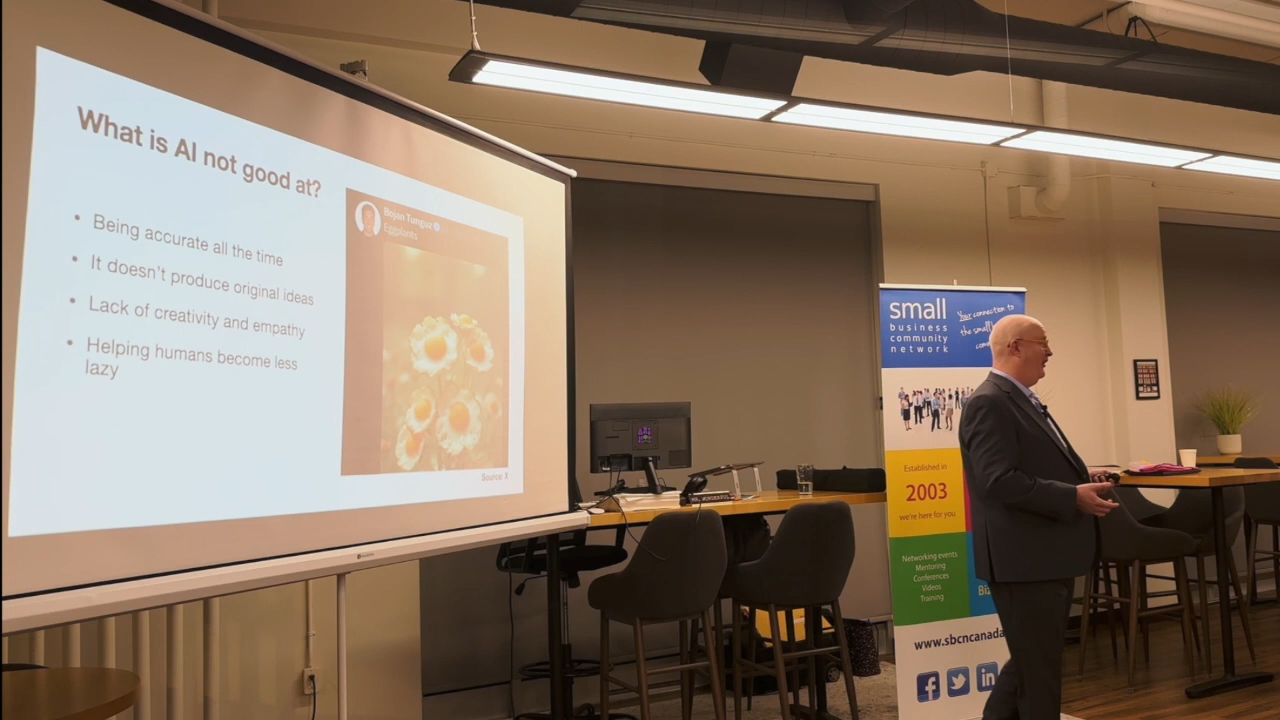 What is AI not good at?
• Being accurate all the time
• It doesn't produce original ideas
• Lack of creativity and empathy
• Helping humans become less
lazy
Bojan Tunguz
Eggplants
Source: X
small
business
community
network
Your connection to
the small
Established in
2003
we're here for you
Networking events
Mentoring
Conferences
Videos
Training
Biz
www.sbcncanada